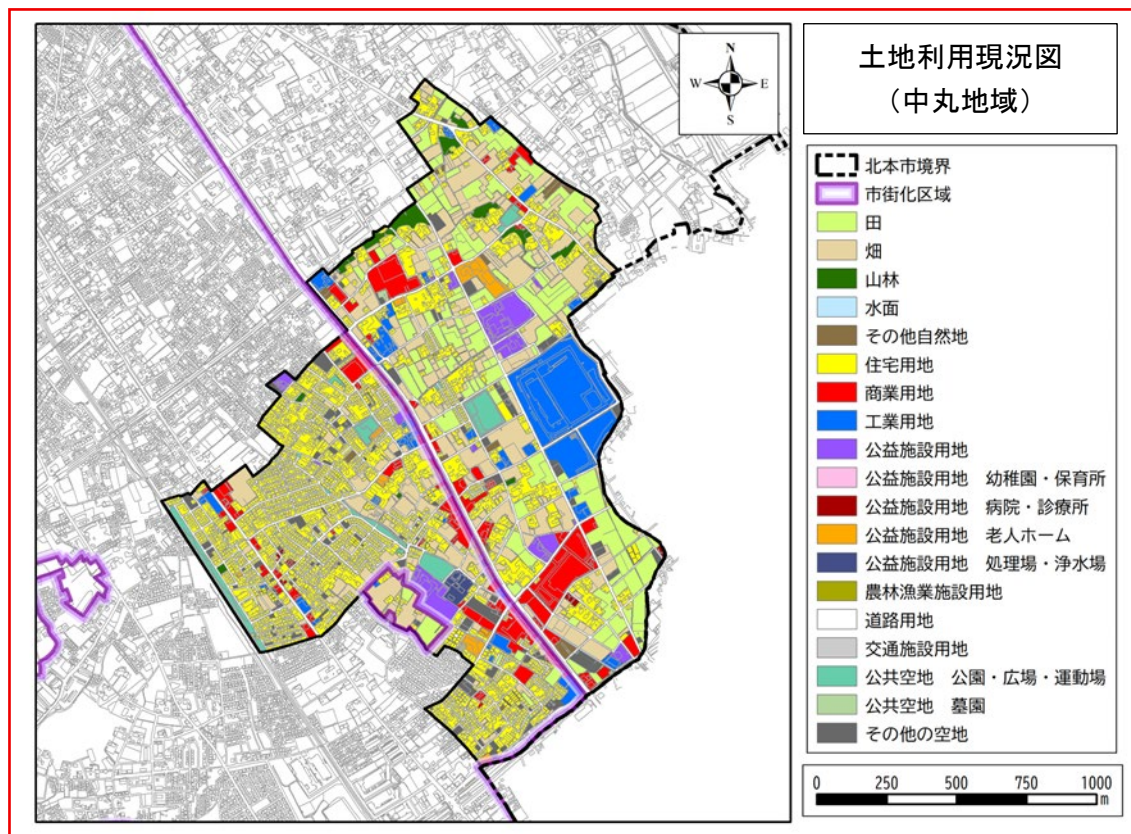 N
W E
S
土地利用現況図
（中丸地域）
北本市境界
市街化区域
田
畑
山林
水面
その他自然地
住宅用地
商業用地
工業用地
公益施設用地
公益施設用地　幼稚園・保育所
公益施設用地　病院・診療所
公益施設用地　老人ホーム
公益施設用地　処理場・浄水場
農林漁業施設用地
道路用地
交通施設用地
公共空地　公園・広場・運動場
公共空地　墓園
その他の空地
0 250 500 750 1000
m